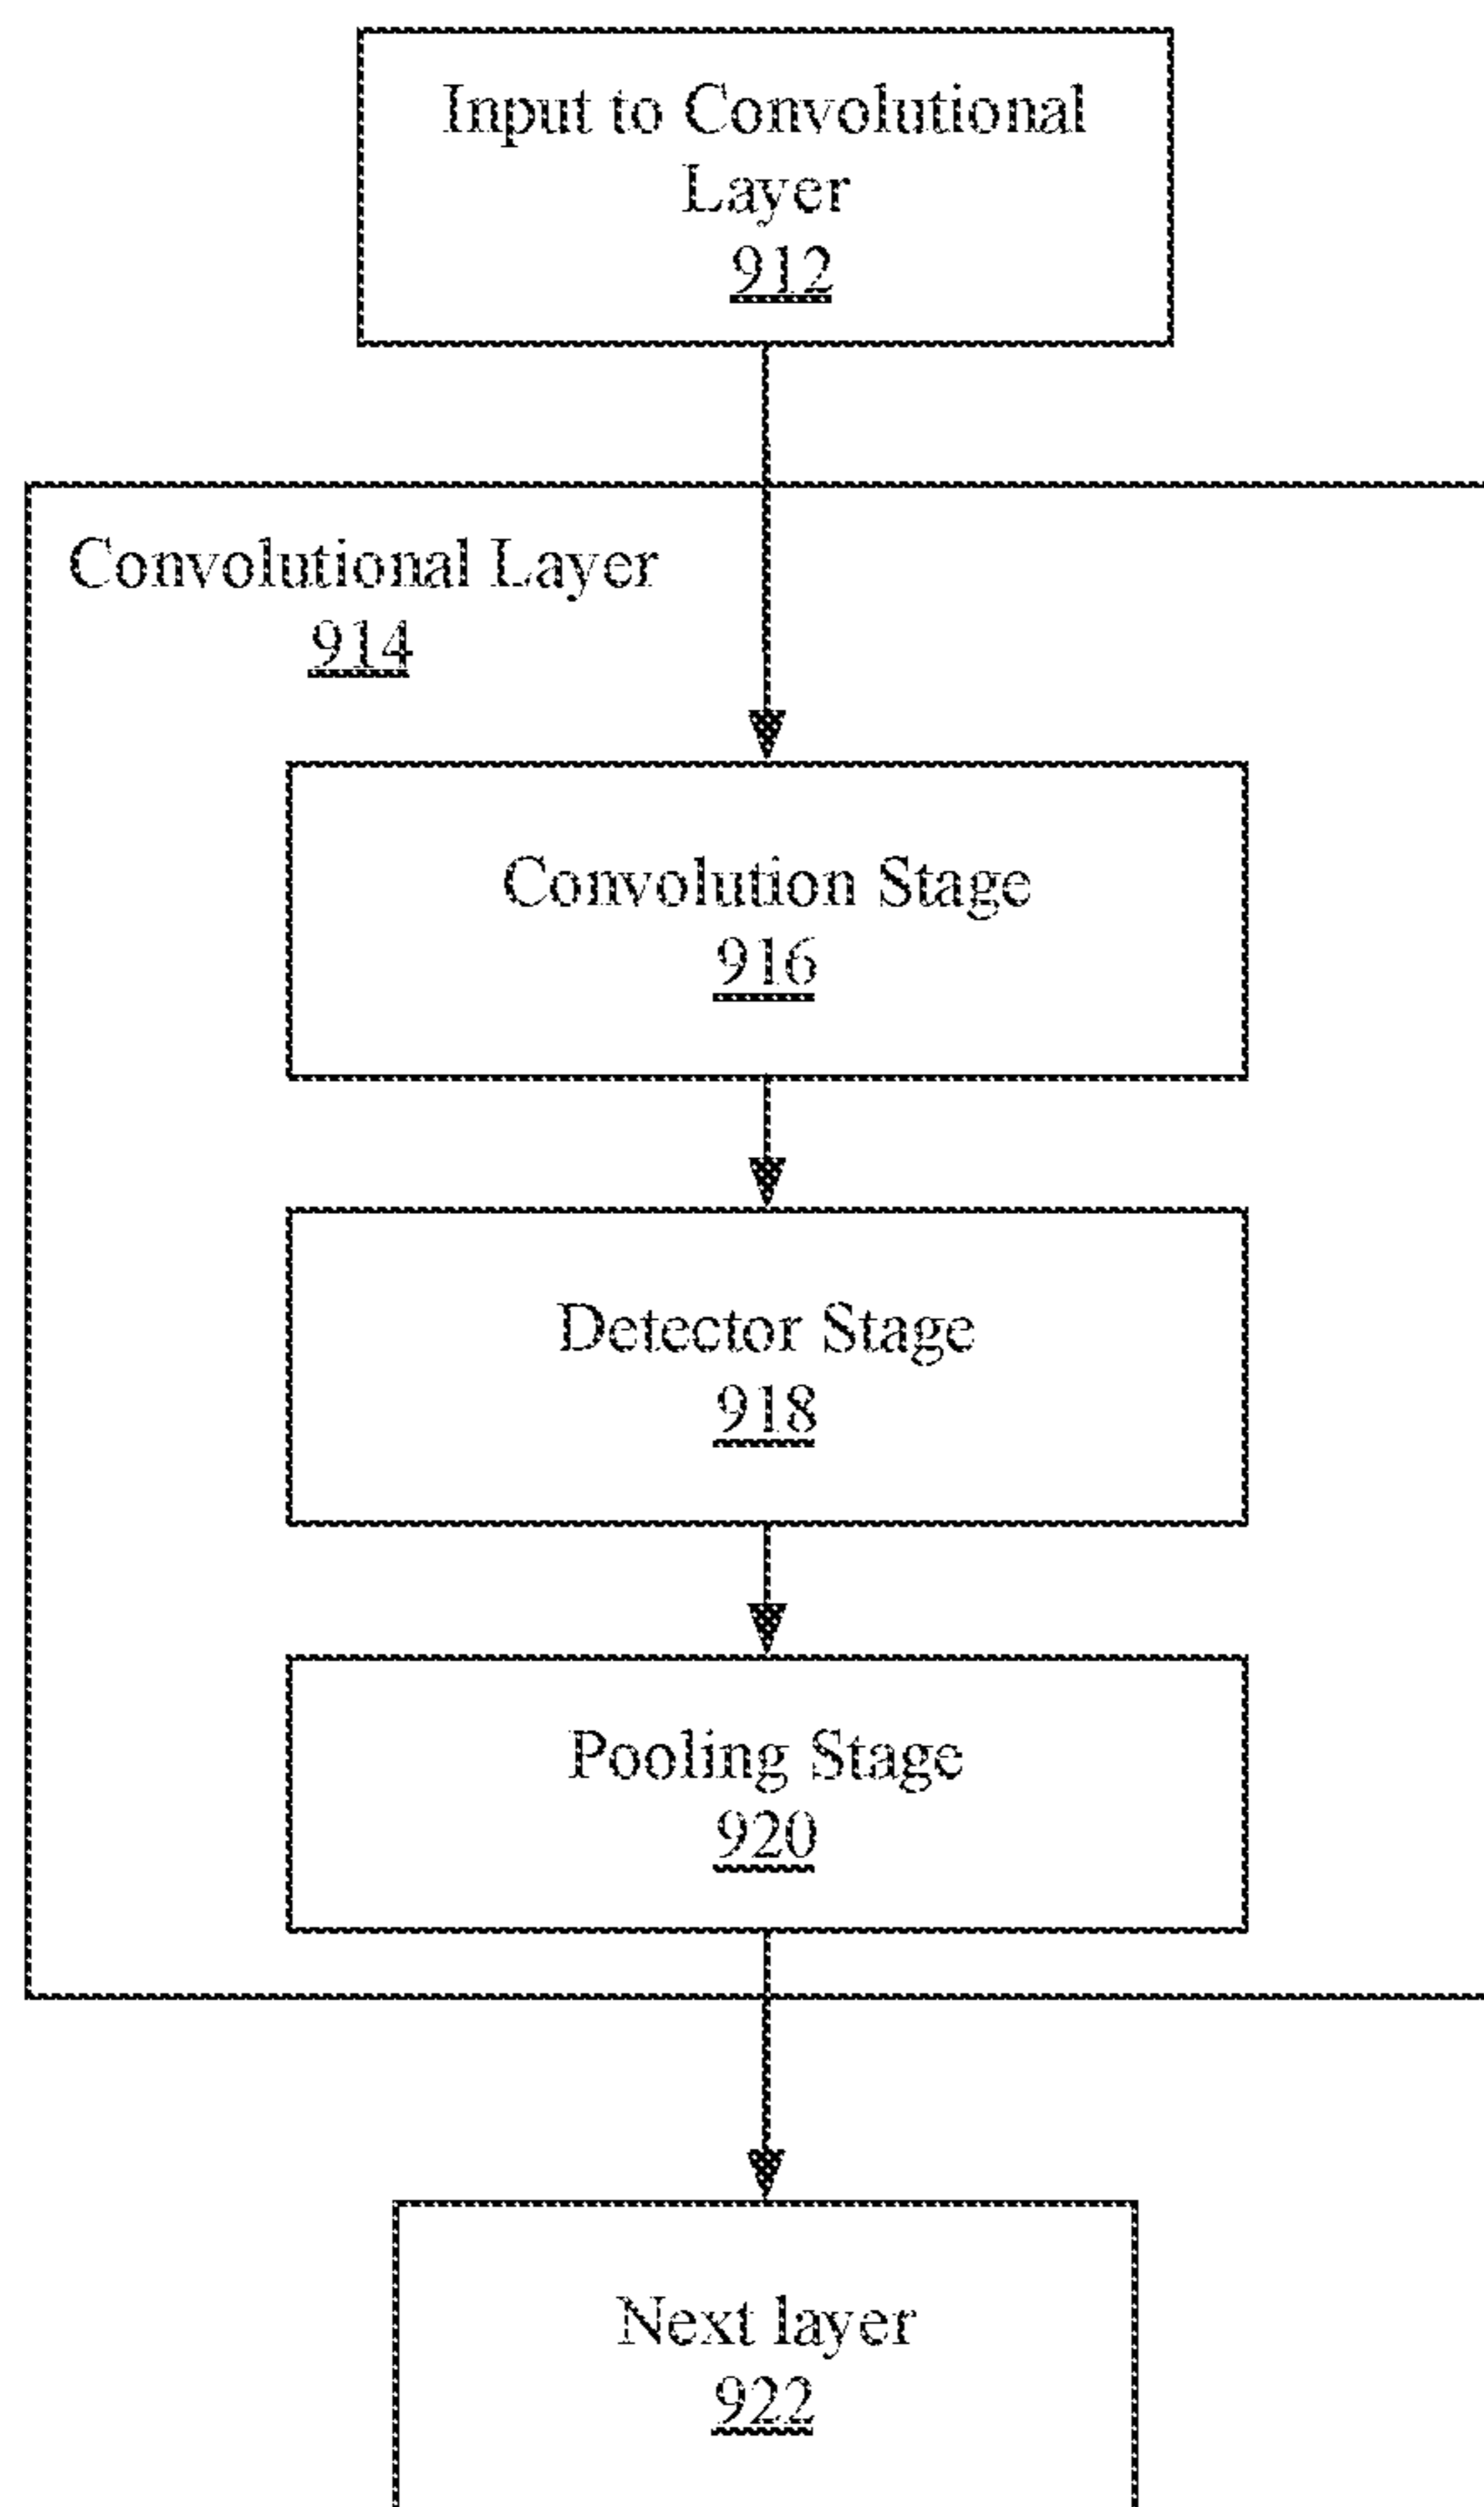 Input to Convolutional
Layer
912
Convolutional Layer
914
Convolution Stage
916
Detector Stage
918
Pooling Stage
920
Next layer
922